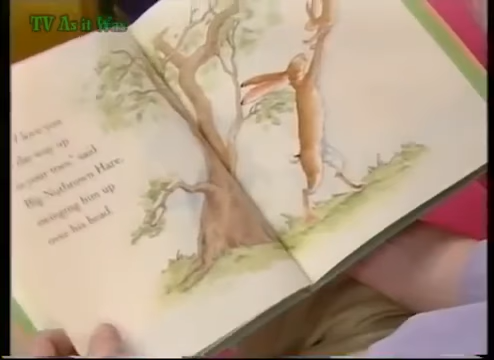 TV As it Was
"I love you
the way up
to your toes," said
Big Nutbrown Hare,
swinging him up
over his head.